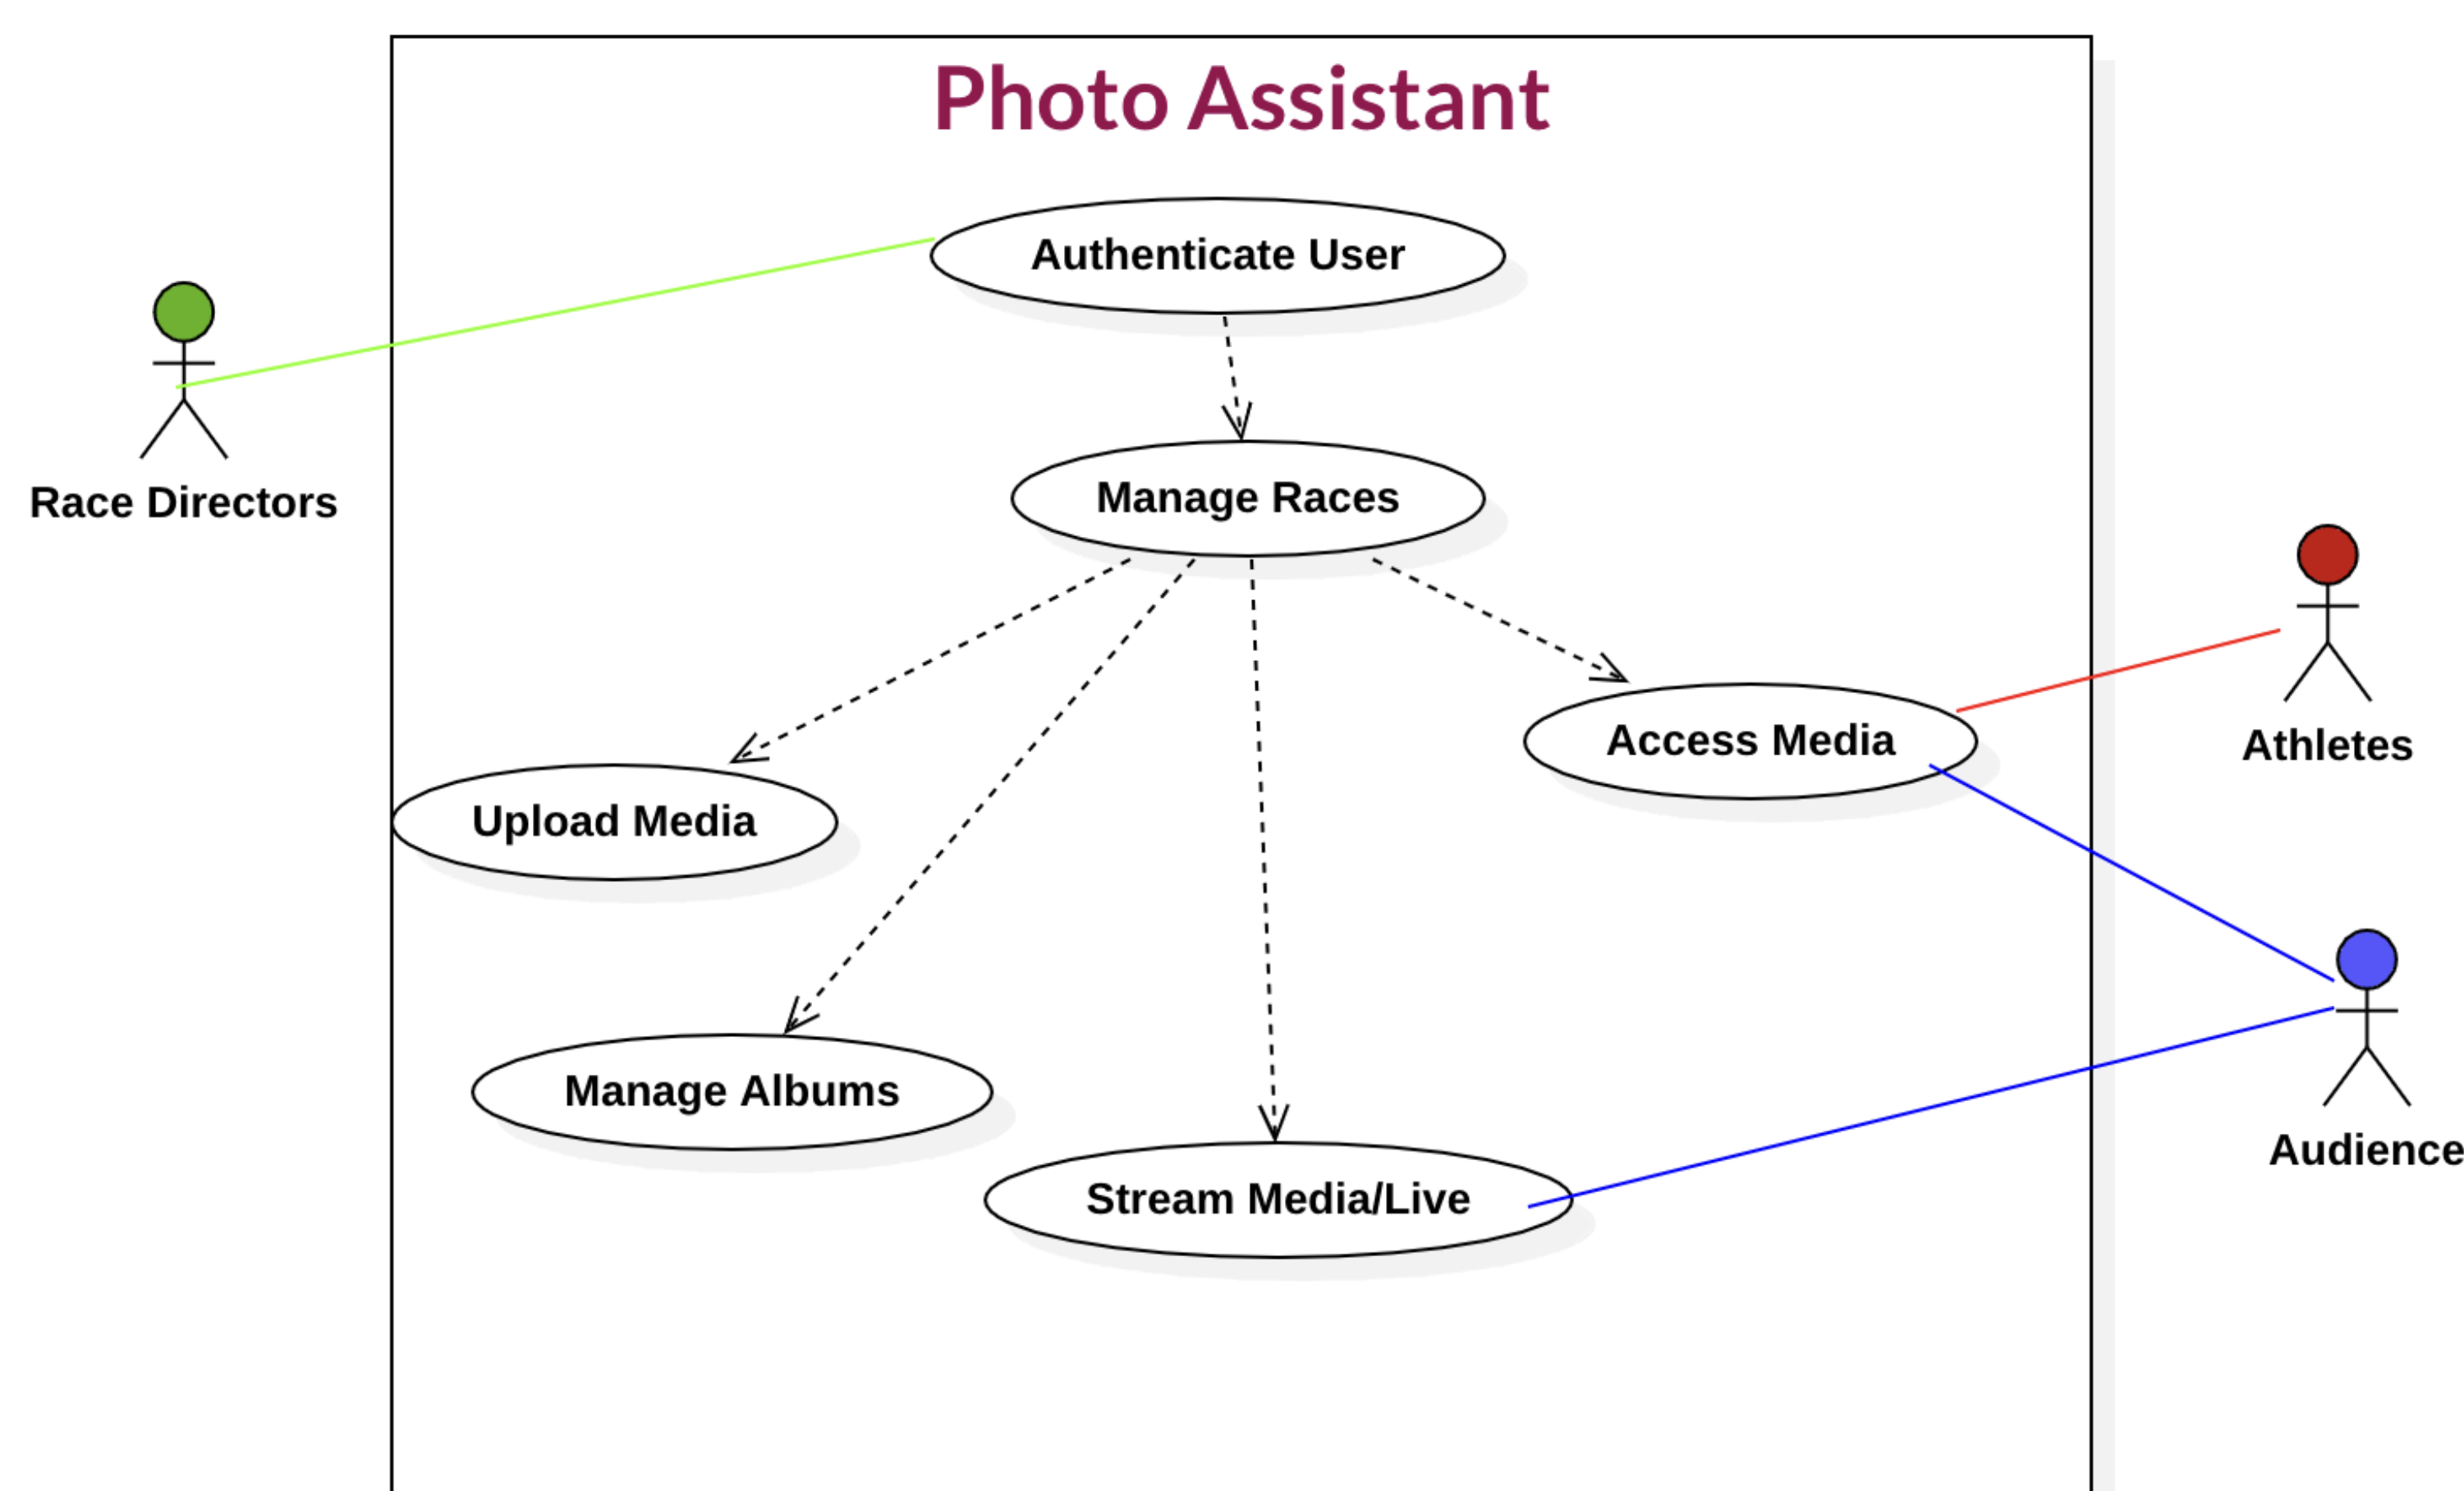 Photo Assistant
Authenticate User
Race Directors
Manage Races
Athletes
Access Media
Upload Media
Manage Albums
Audience
Stream Media/Live